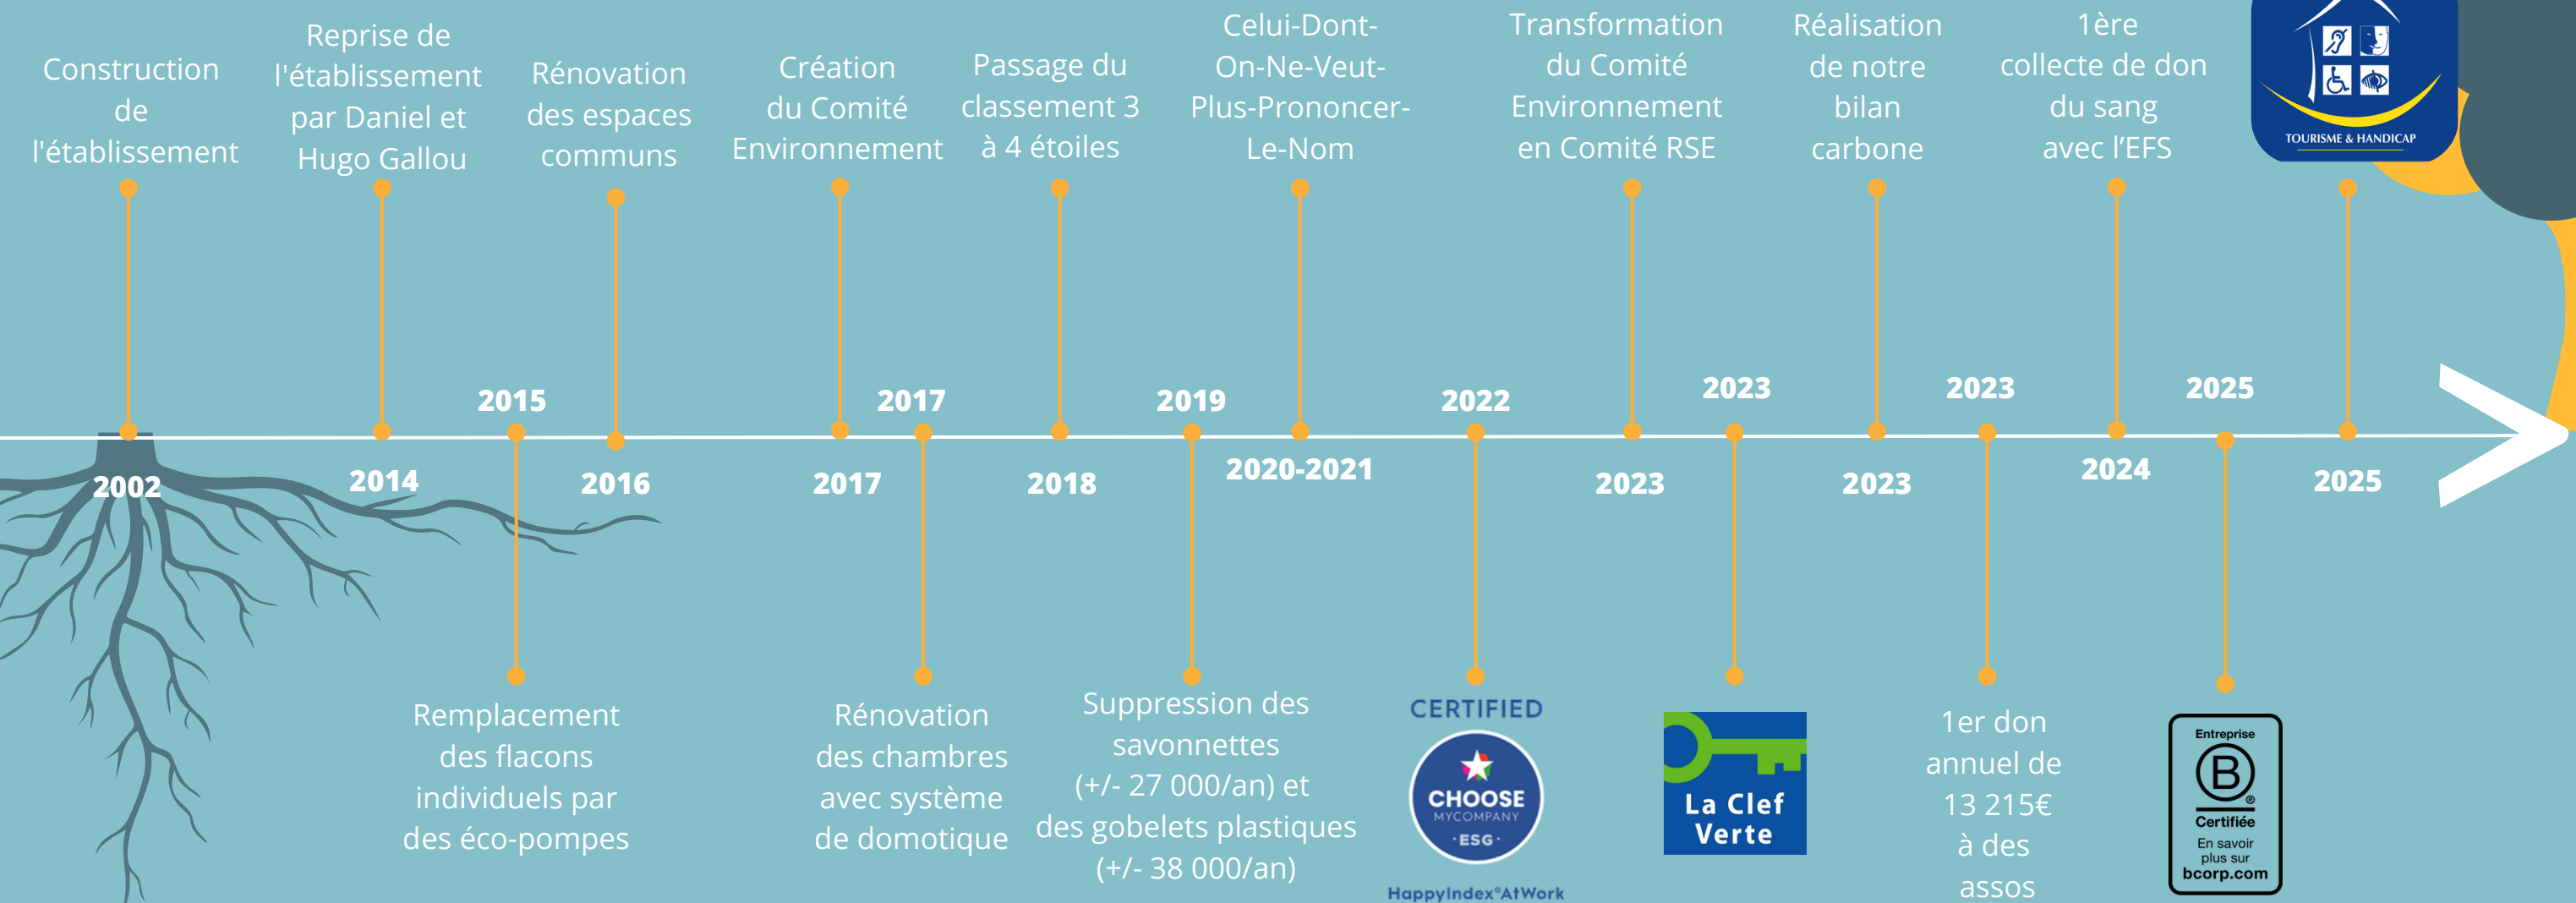 Construction
de
l'établissement
2002
Reprise de
l'établissement
par Daniel et
Hugo Gallou
2014
2015
Remplacement
des flacons
individuels par
des éco-pompes
Rénovation
des espaces
communs
2016
Création
du Comité
Environnement
2017
2017
Rénovation
des chambres
avec système
de domotique
Passage du
classement 3
à 4 étoiles
2018
2019
Suppression des
savonnettes
(+/- 27 000/an) et
des gobelets plastiques
(+/- 38 000/an)
Celui-Dont-
On-Ne-Veut-
Plus-Prononcer-
Le-Nom
2020-2021
2022
CERTIFIED
CHOOSE
MYCOMPANY
·ESG·
HappyIndex®AtWork
Transformation
du Comité
Environnement
en Comité RSE
2023
2023
La Clef
Verte
Réalisation
de notre
bilan
carbone
2023
2023
1er don
annuel de
13 215€
à des
assos
1ère
collecte de don
du sang
avec l’EFS
2024
2025
Entreprise
B
®
Certifiée
En savoir
plus sur
bcorp.com
TOURISME & HANDICAP
2025